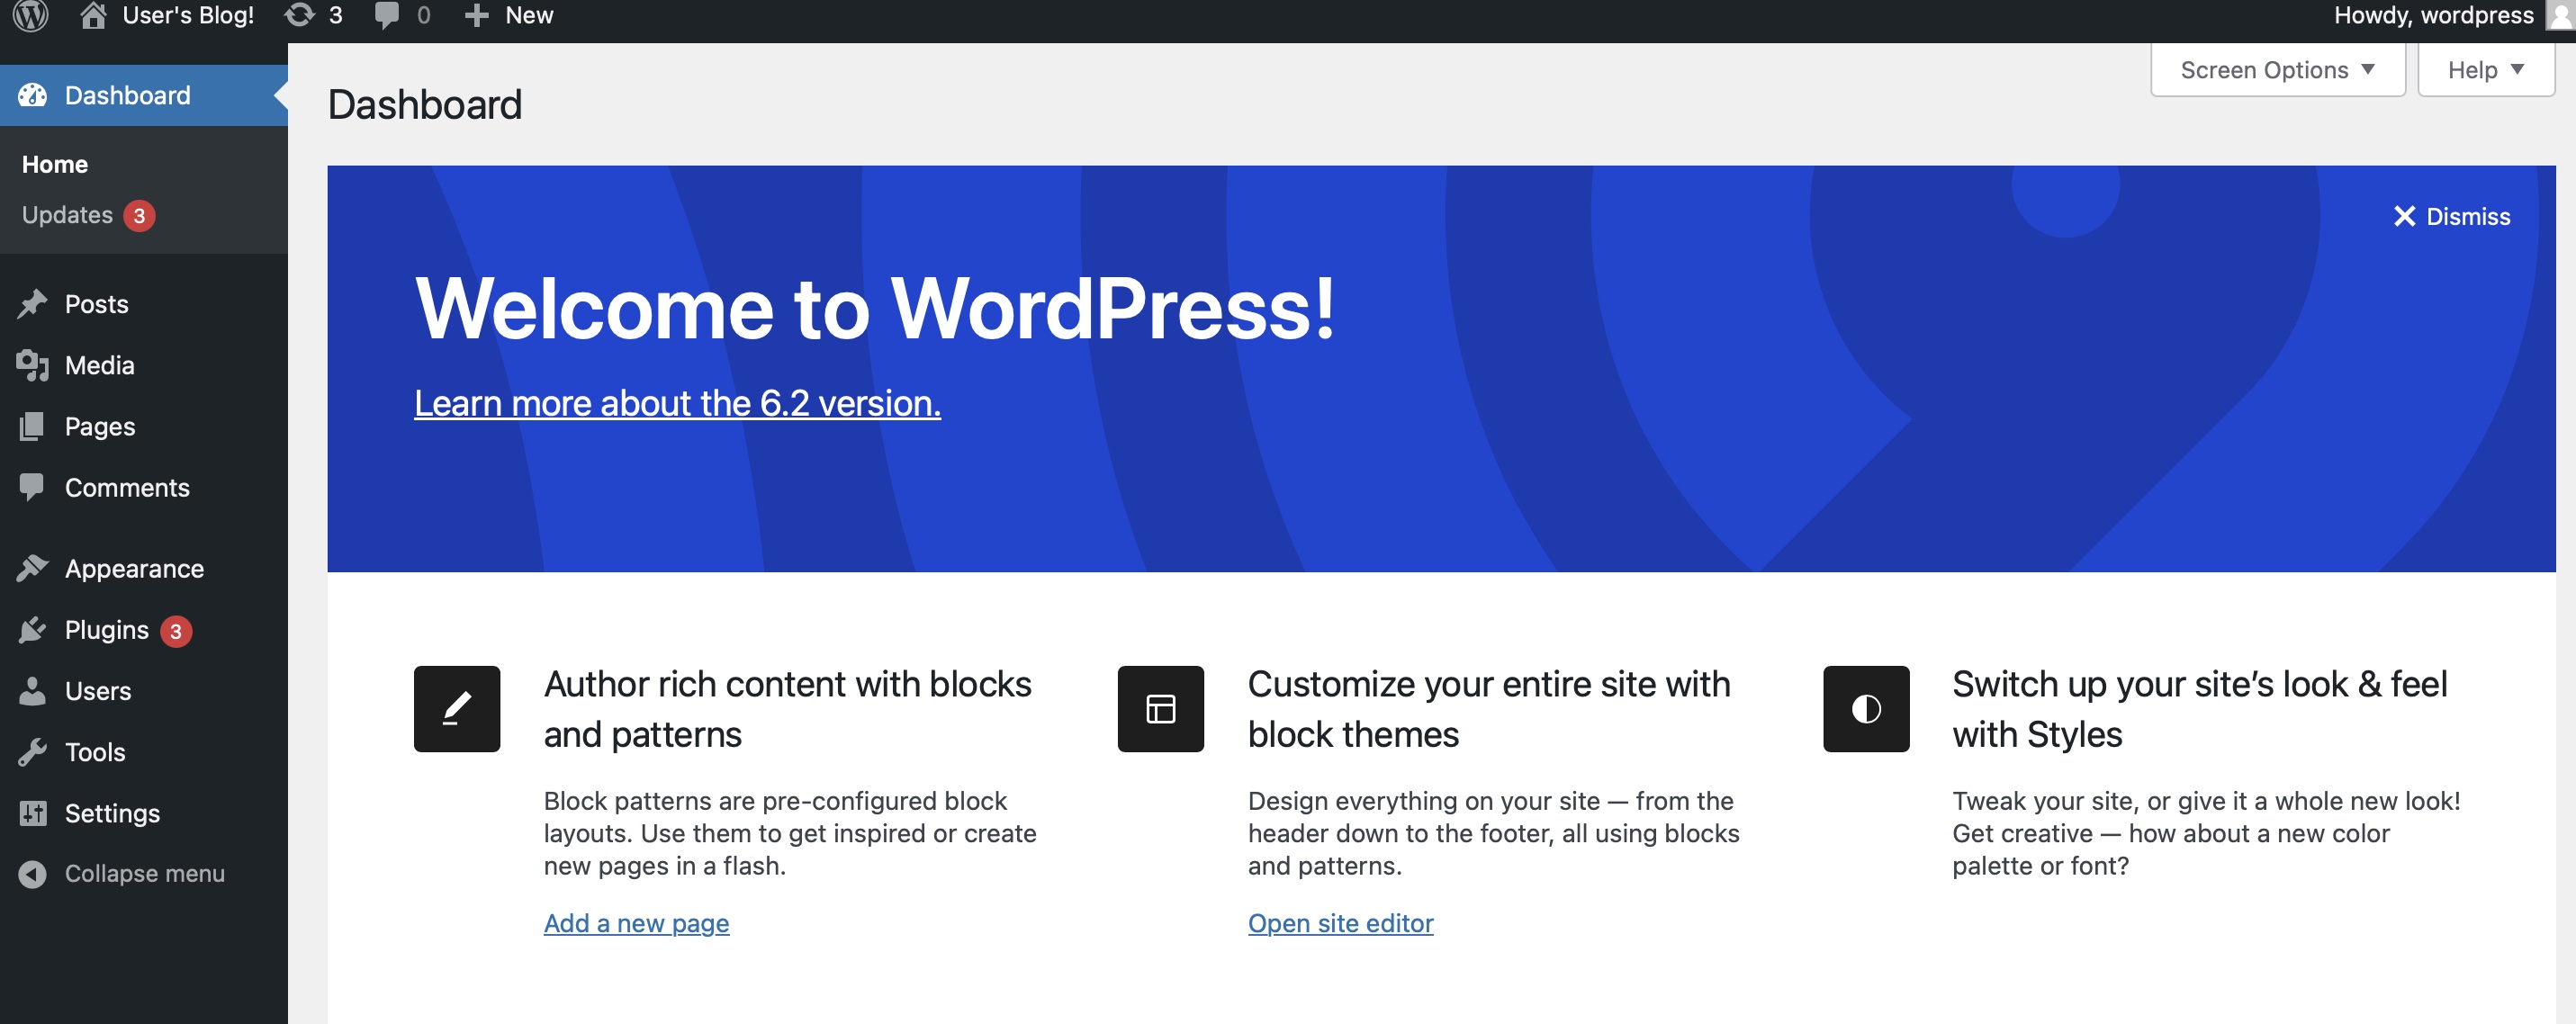 User's Blog! 3 0 New
Howdy, wordpress
Dashboard
Home
Updates 3
Posts
Media
Pages
Comments
Appearance
Plugins 3
Users
Tools
Settings
Collapse menu
Screen Options
Help
Dashboard
Dismiss
Welcome to WordPress!
Learn more about the 6.2 version.
Author rich content with blocks
and patterns
Block patterns are pre-configured block
layouts. Use them to get inspired or create
new pages in a flash.
Add a new page
Customize your entire site with
block themes
Design everything on your site — from the
header down to the footer, all using blocks
and patterns.
Open site editor
Switch up your site’s look & feel
with Styles
Tweak your site, or give it a whole new look!
Get creative — how about a new color
palette or font?